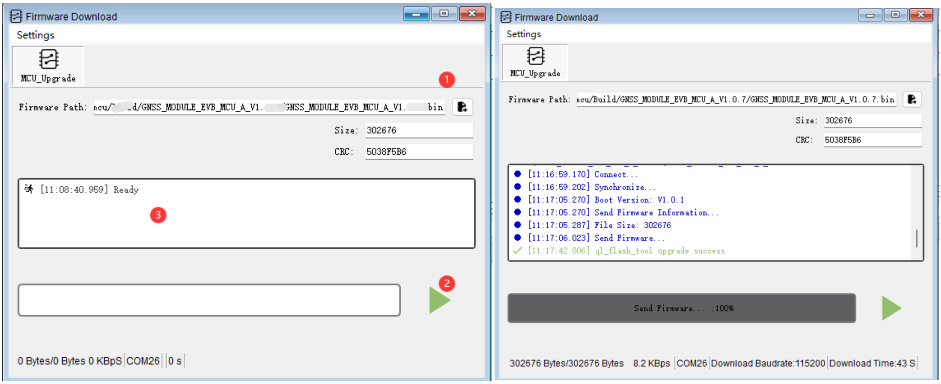 Firmware Download
Settings
MCU_Upgrade
1
Firmware Path: d/GNSS_MODULE_EVB_MCU_A_V1. GNSS_MODULE_EVB_MCU_A_V1. bin
Size: 302676
CRC: 5038F5B6
[11:08:40.959] Ready
3
2
0 Bytes/0 Bytes 0 KBpS COM26 0 s
Firmware Download
Settings
MCU_Upgrade
Firmware Path: mcu/Build/GNSS_MODULE_EVB_MCU_A_V1.0.7/GNSS_MODULE_EVB_MCU_A_V1.0.7.bin
Size: 302676
CRC: 5038F5B6
[11:16:59.170] Connect...
[11:16:59.202] Synchronize...
[11:17:05.270] Boot Version: V1.0.1
[11:17:05.270] Send Firmware Information...
[11:17:05.287] File Size: 302676
[11:17:06.023] Send Firmware...
[11:17:42.006] ql_flash_tool upgrade success
Send Firmware... :100%
302676 Bytes/302676 Bytes 8.2 KBps COM26 Download Baudrate:115200 Download Time:43 S